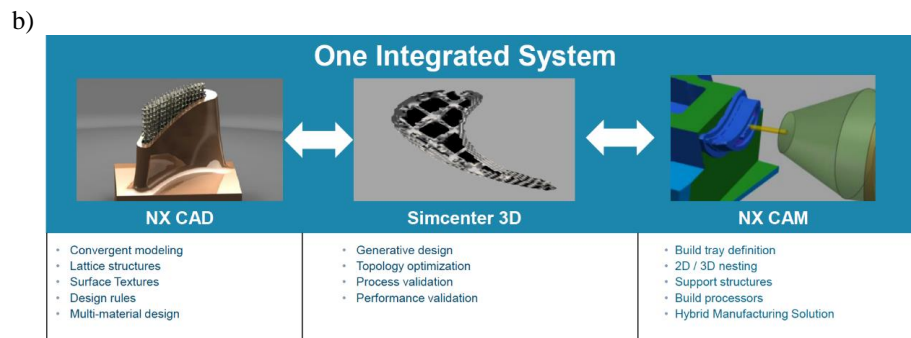 b)
One Integrated System
NX CAD
Simcenter 3D
NX CAM
Convergent modeling
Lattice structures
Surface Textures
Design rules
Multi-material design
Generative design
Topology optimization
Process validation
Performance validation
Build tray definition
2D / 3D nesting
Support structures
Build processors
Hybrid Manufacturing Solution